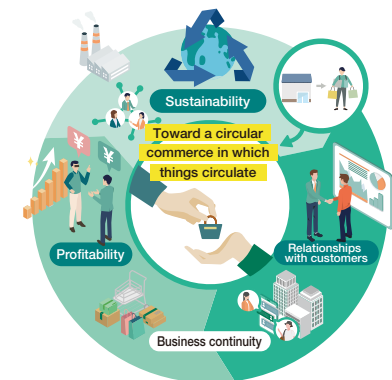 Sustainability
Toward a circular
commerce in which
things circulate
¥
¥
Profitability
Relationships
with customers
Business continuity